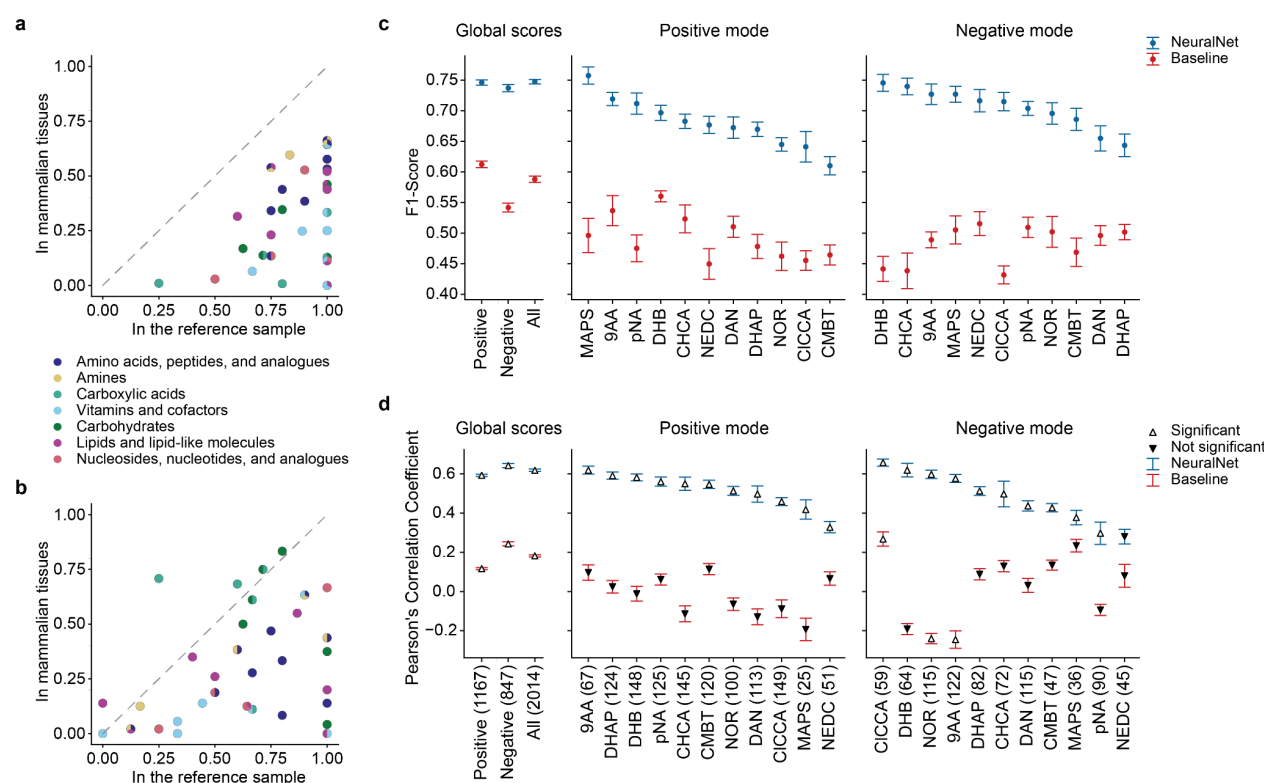 a
In mammalian tissues
1.00
0.75
0.50
0.25
0.00
0.00 0.25 0.50 0.75 1.00
In the reference sample
Amino acids, peptides, and analogues
Amines
Carboxylic acids
Vitamins and cofactors
Carbohydrates
Lipids and lipid-like molecules
Nucleosides, nucleotides, and analogues
b
In mammalian tissues
1.00
0.75
0.50
0.25
0.00
0.00 0.25 0.50 0.75 1.00
In the reference sample
c
Global scores Positive mode Negative mode
NeuralNet
Baseline
F1-Score
0.75
0.70
0.65
0.60
0.55
0.50
0.45
0.40
Positive
Negative
All
MAPS
9AA
pNA
DHB
CHCA
NEDC
DAN
DHAP
NOR
CICCA
CMBT
DHB
CHCA
9AA
MAPS
NEDC
CICCA
pNA
NOR
CMBT
DAN
DHAP
d
Global scores Positive mode Negative mode
Significant
Not significant
NeuralNet
Baseline
Pearson's Correlation Coefficient
0.6
0.4
0.2
0.0
−0.2
Positive (1167)
Negative (847)
All (2014)
9AA (67)
DHAP (124)
DHB (148)
pNA (125)
CHCA (145)
CMBT (120)
NOR (100)
DAN (113)
CICCA (149)
MAPS (25)
NEDC (51)
CICCA (59)
DHB (64)
NOR (115)
9AA (122)
DHAP (82)
CHCA (72)
DAN (115)
CMBT (47)
MAPS (36)
pNA (90)
NEDC (45)